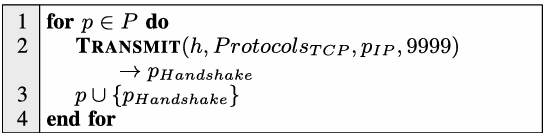 1 for p ∈ P do
2 TRANSMIT(h, Protocols_TCP, p_IP, 9999)
→ p_Handshake
3 p ∪ {p_Handshake}
4 end for